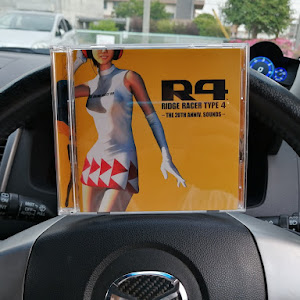 R4
RIDGE RACER TYPE 4
- THE 20TH ANNIV. SOUNDS -